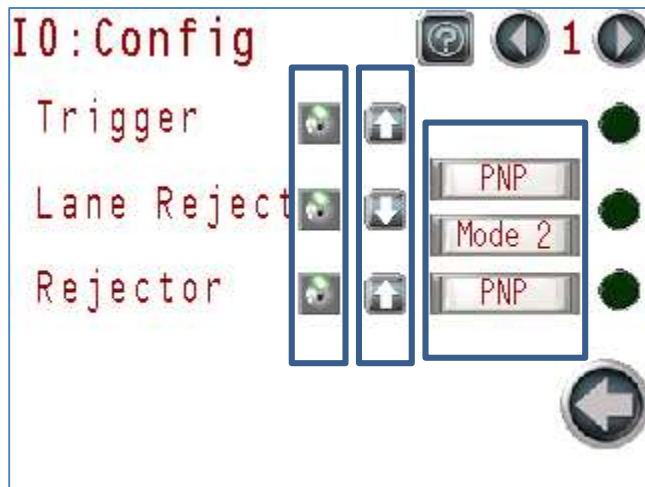 IO:Config
?
1
Trigger
PNP
Lane Reject
Mode 2
Rejector
PNP